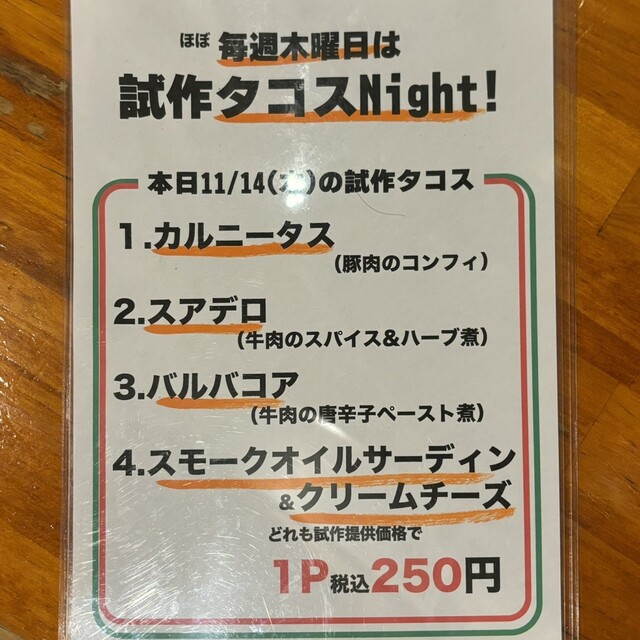 ほぼ 毎週木曜日は
試作タコスNight!
本日11/14(木)の試作タコス
1.カルニータス
(豚肉のコンフィ)
2.スアデロ
(牛肉のスパイス&ハーブ煮)
3.バルバコア
(牛肉の唐辛子ペースト煮)
4.スモークオイルサーディン
&クリームチーズ
どれも試作提供価格で
1P税込250円